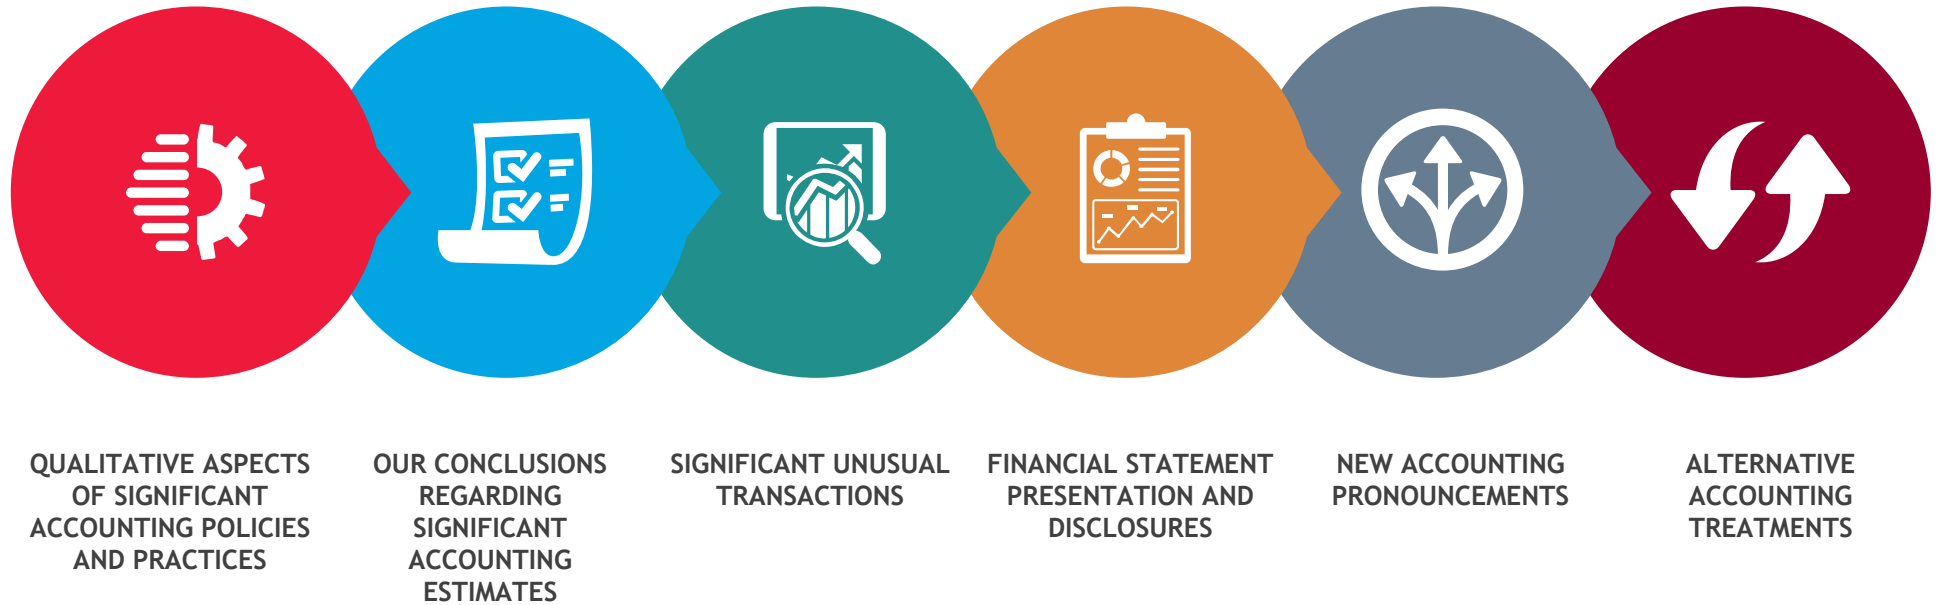 QUALITATIVE ASPECTS
OF SIGNIFICANT
ACCOUNTING POLICIES
AND PRACTICES
OUR CONCLUSIONS
REGARDING
SIGNIFICANT
ACCOUNTING
ESTIMATES
SIGNIFICANT UNUSUAL
TRANSACTIONS
FINANCIAL STATEMENT
PRESENTATION AND
DISCLOSURES
NEW ACCOUNTING
PRONOUNCEMENTS
ALTERNATIVE
ACCOUNTING
TREATMENTS